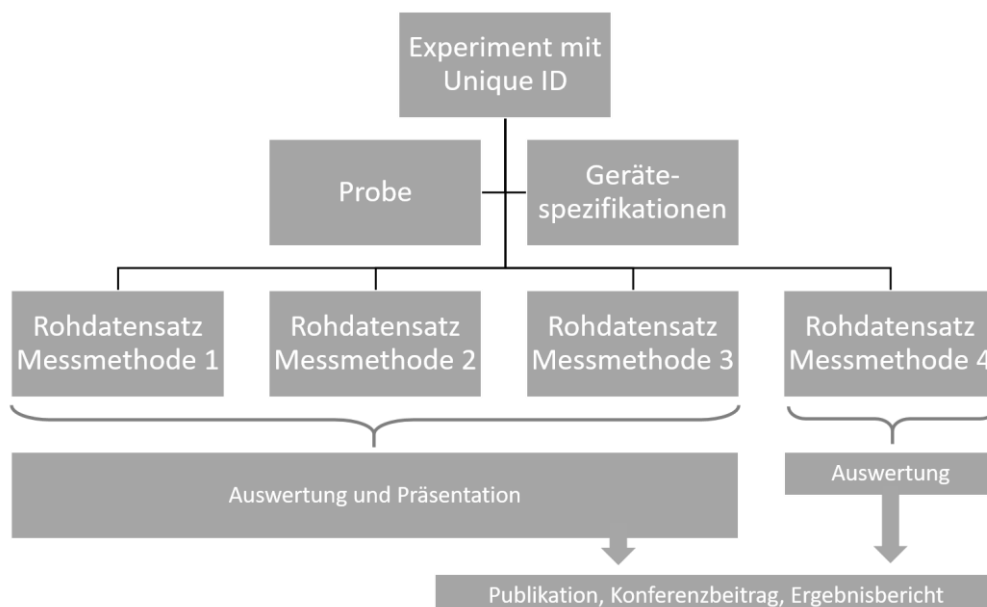 Experiment mit
Unique ID
Probe
Geräte-
spezifikationen
Rohdatensatz
Messmethode 1
Rohdatensatz
Messmethode 2
Rohdatensatz
Messmethode 3
Rohdatensatz
Messmethode 4
Auswertung und Präsentation
Auswertung
Publikation, Konferenzbeitrag, Ergebnisbericht